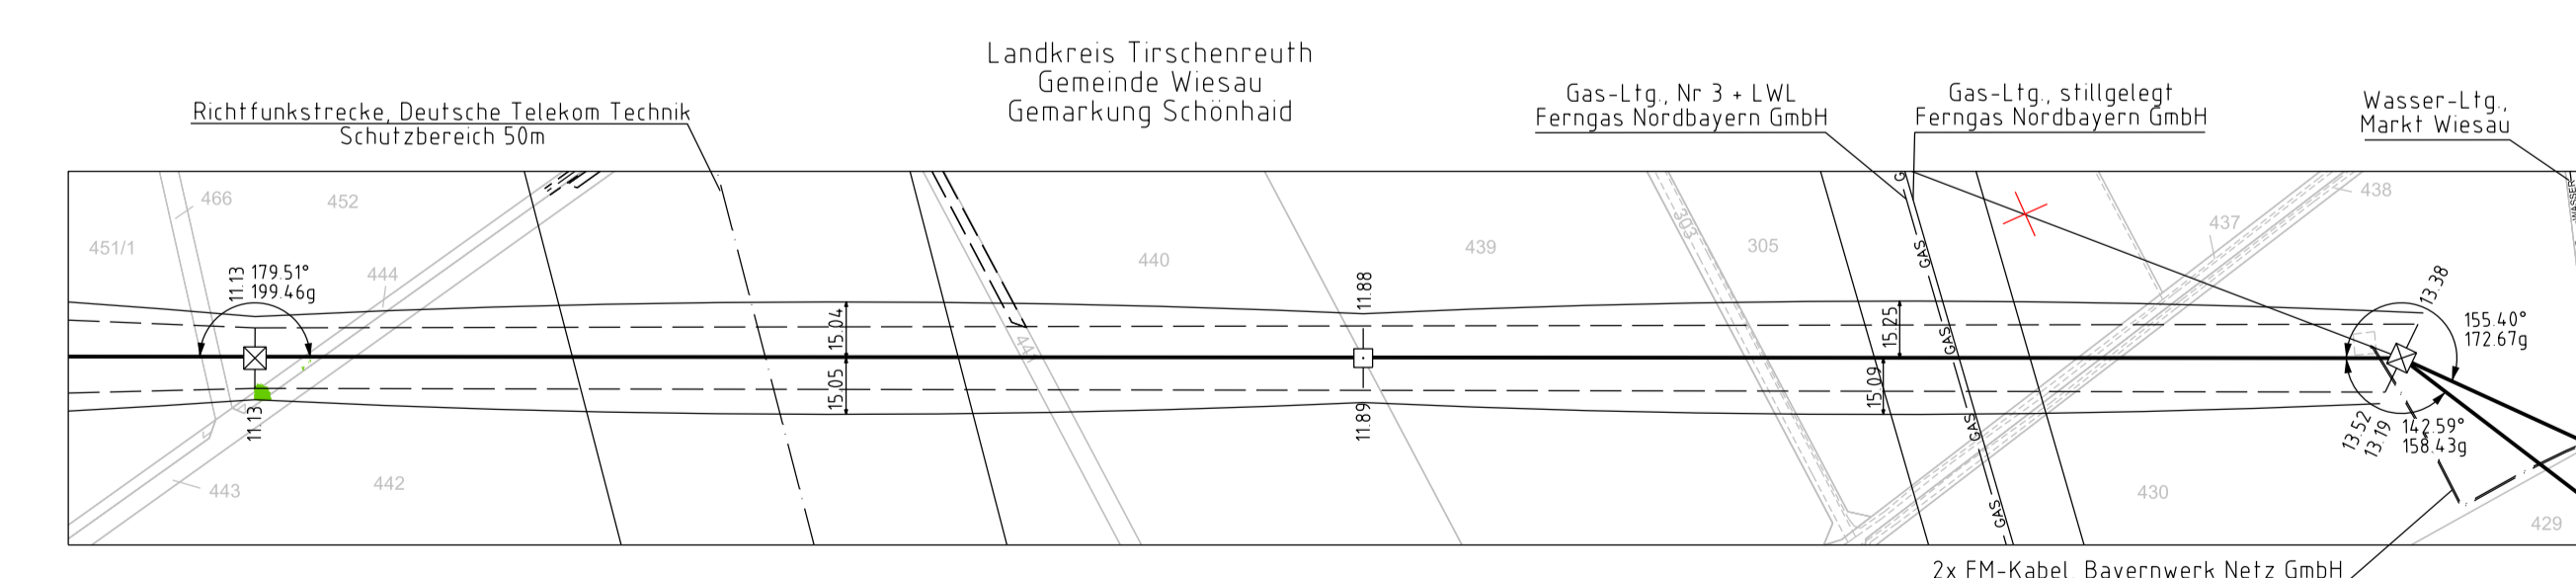 Landkreis Tirschenreuth
Gemeinde Wiesau
Gemarkung Schönhaid
Richtfunkstrecke, Deutsche Telekom Technik
Schutzbereich 50m
Gas-Ltg., Nr 3 + LWL
Ferngas Nordbayern GmbH
Gas-Ltg., stillgelegt
Ferngas Nordbayern GmbH
Wasser-Ltg.,
Markt Wiesau
466
452
451/1
444
11.13
179.51°
199.46g
11.13
443
442
15.04
15.05
440
439
11.88
11.89
303
305
15.25
15.09
G
GAS
GAS
GAS
GAS
437
438
WASSER
13.38
155.40°
172.67g
13.52
13.19
142.59°
158.43g
430
429
2x FM-Kabel, Bayernwerk Netz GmbH